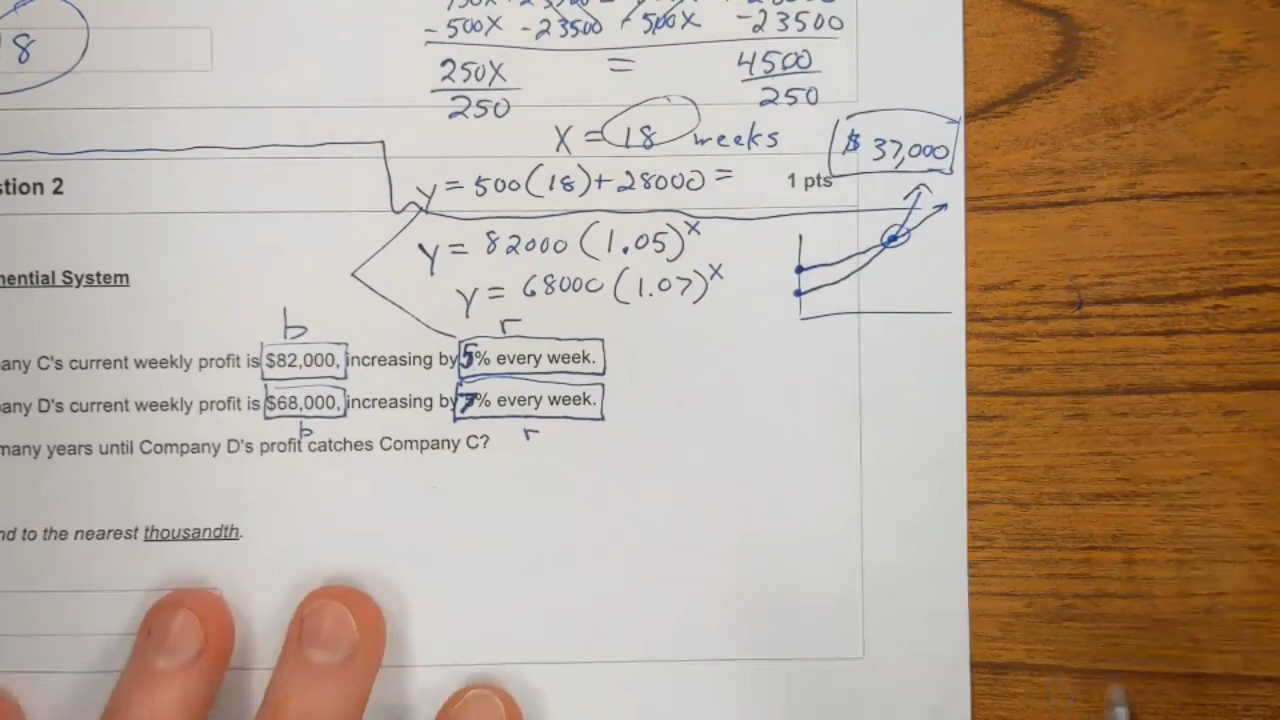 - 500X - 23500 - 500X - 23500
18
250X = 4500
250 250
X = 18 weeks
$ 37,000
Y = 500(18) + 28000 =
1 pts
stion 2
Y = 82000 (1.05)^X
Y = 68000 (1.07)^X
nential System
b r
any C's current weekly profit is $82,000, increasing by 5% every week.
any D's current weekly profit is $68,000, increasing by 7% every week.
b r
many years until Company D's profit catches Company C?
nd to the nearest thousandth.